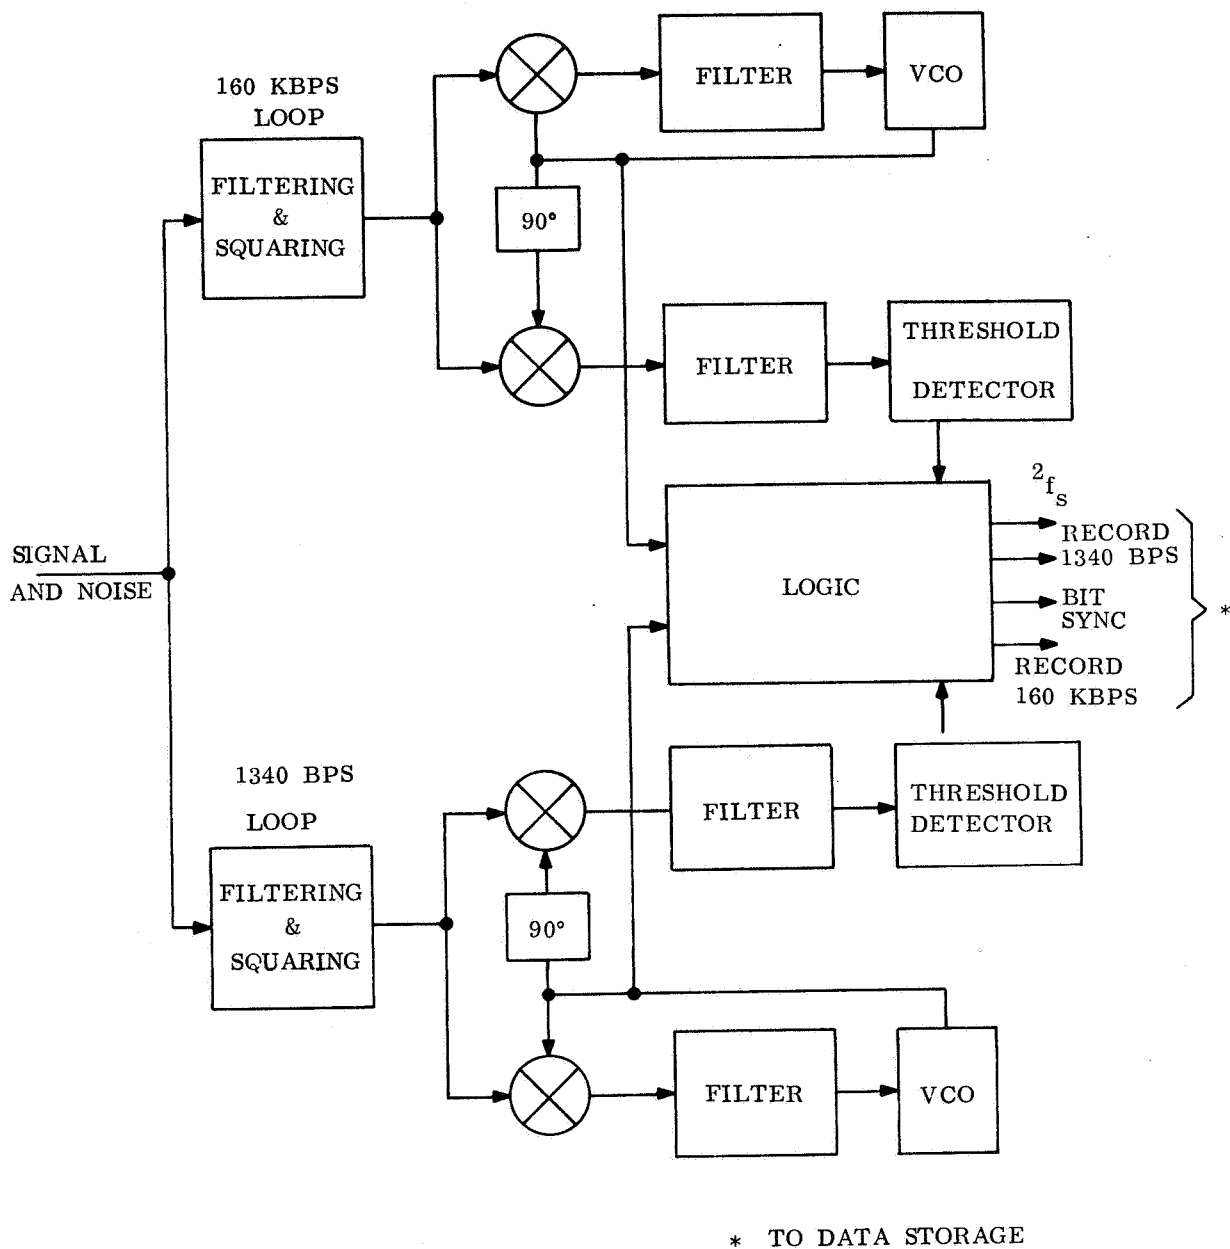 160 KBPS
LOOP
FILTERING
&
SQUARING
FILTER
VCO
90°
FILTER
THRESHOLD
DETECTOR
SIGNAL
AND NOISE
LOGIC
2f_s
RECORD
1340 BPS
BIT
SYNC
RECORD
160 KBPS
*
1340 BPS
LOOP
FILTERING
&
SQUARING
FILTER
THRESHOLD
DETECTOR
90°
FILTER
VCO
* TO DATA STORAGE